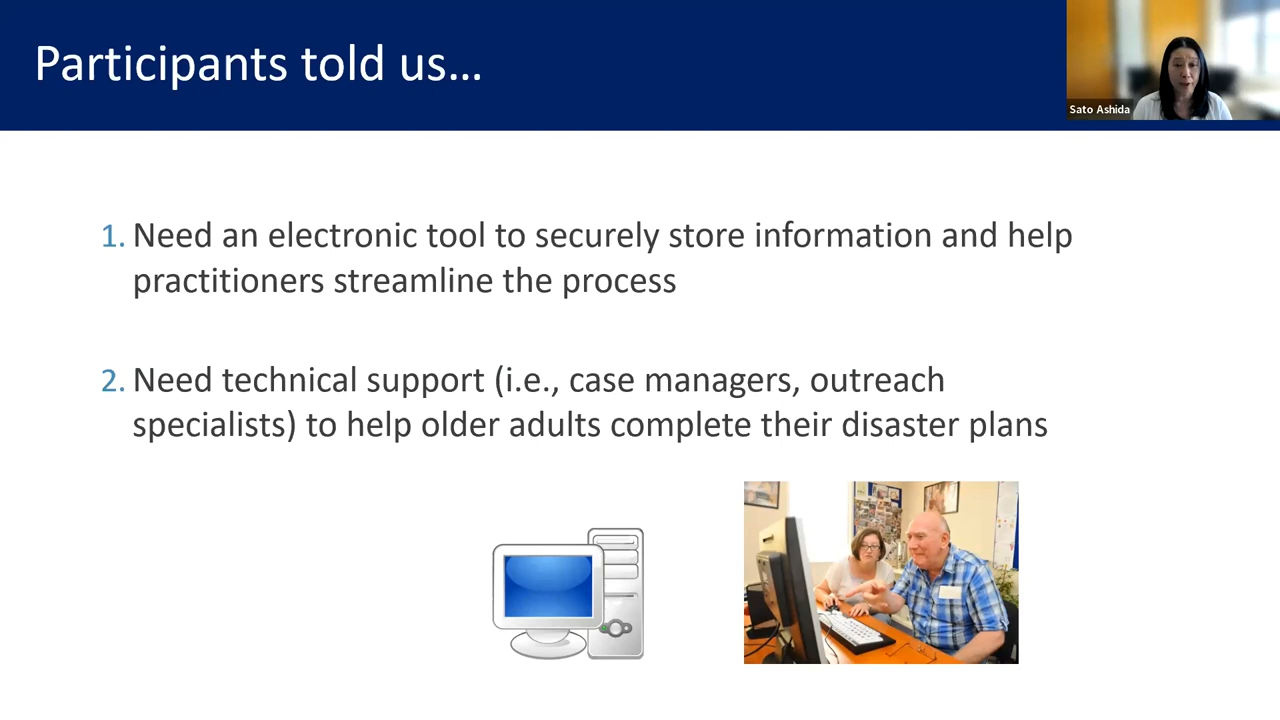 Participants told us…
Sato Ashida
1. Need an electronic tool to securely store information and help
practitioners streamline the process
2. Need technical support (i.e., case managers, outreach
specialists) to help older adults complete their disaster plans